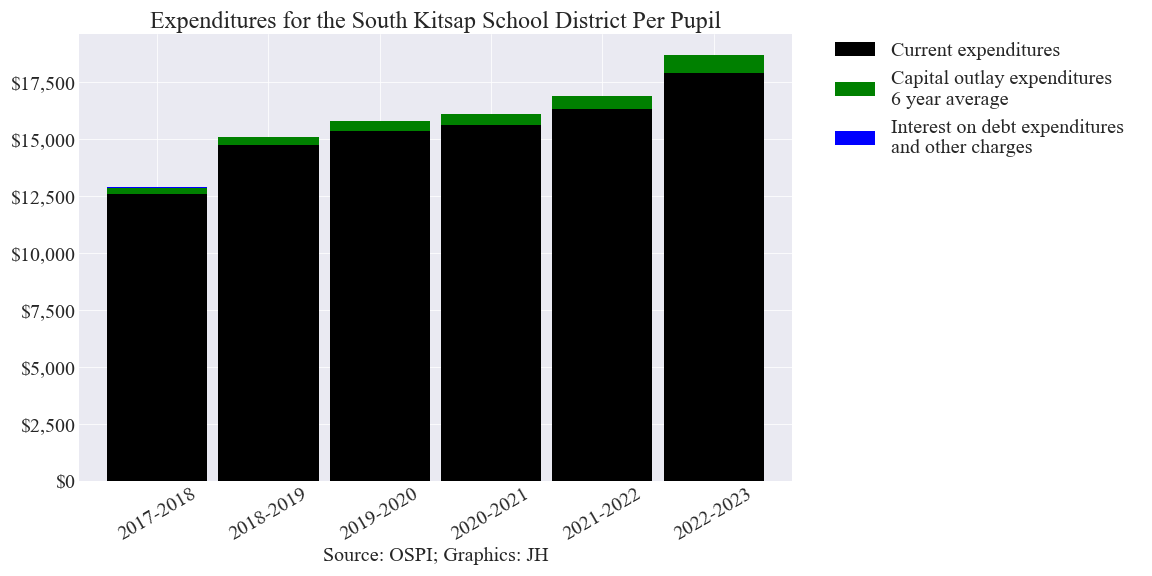 Expenditures for the South Kitsap School District Per Pupil
$17,500
$15,000
$12,500
$10,000
$7,500
$5,000
$2,500
$0
2017-2018
2018-2019
2019-2020
2020-2021
2021-2022
2022-2023
Source: OSPI; Graphics: JH
Current expenditures
Capital outlay expenditures
6 year average
Interest on debt expenditures
and other charges